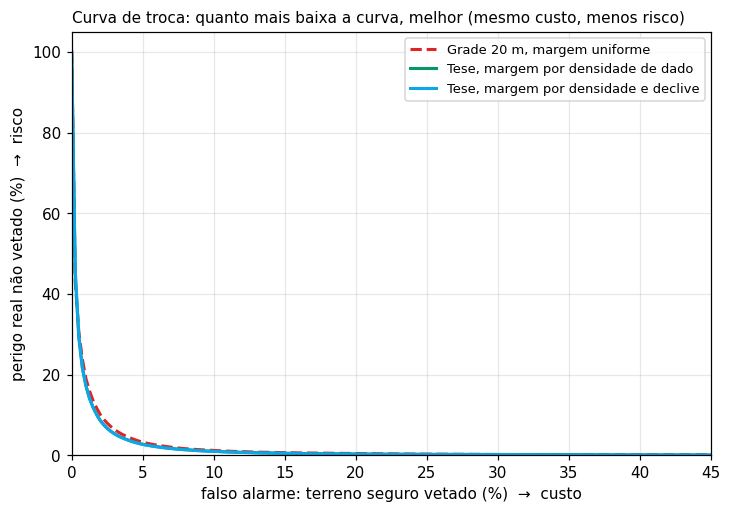 Curva de troca: quanto mais baixa a curva, melhor (mesmo custo, menos risco)
Grade 20 m, margem uniforme
Tese, margem por densidade de dado
Tese, margem por densidade e declive
perigo real não vetado (%) → risco
100
80
60
40
20
0
0 5 10 15 20 25 30 35 40 45
falso alarme: terreno seguro vetado (%) → custo